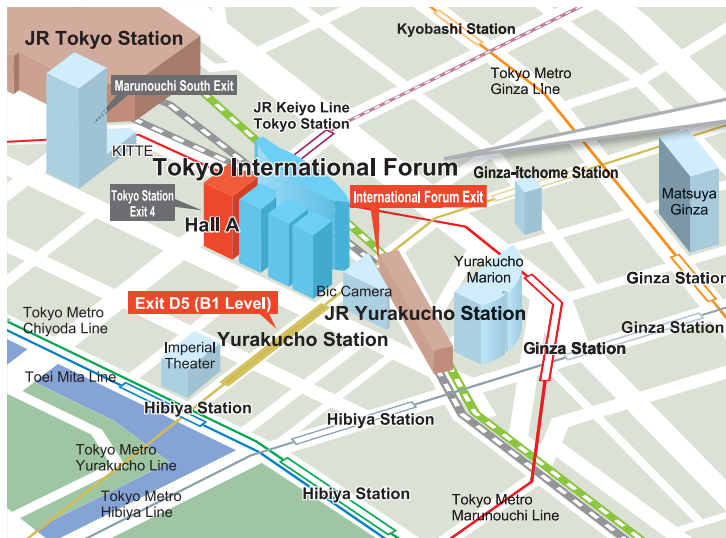 JR Tokyo Station
Kyobashi Station
Tokyo Metro
Ginza Line
Marunouchi South Exit
JR Keiyo Line
Tokyo Station
KITTE
Tokyo International Forum
Ginza-itchome Station
Tokyo Station
Exit 4
International Forum Exit
Matsuya
Ginza
Hall A
Yurakucho
Marion
Ginza Station
Bic Camera
Exit D5 (B1 Level)
JR Yurakucho Station
Tokyo Metro
Chiyoda Line
Yurakucho Station
Ginza Station
Imperial
Theater
Ginza Station
Toei Mita Line
Hibiya Station
Hibiya Station
Tokyo Metro
Yurakucho Line
Tokyo Metro
Hibiya Line
Hibiya Station
Tokyo Metro
Marunouchi Line